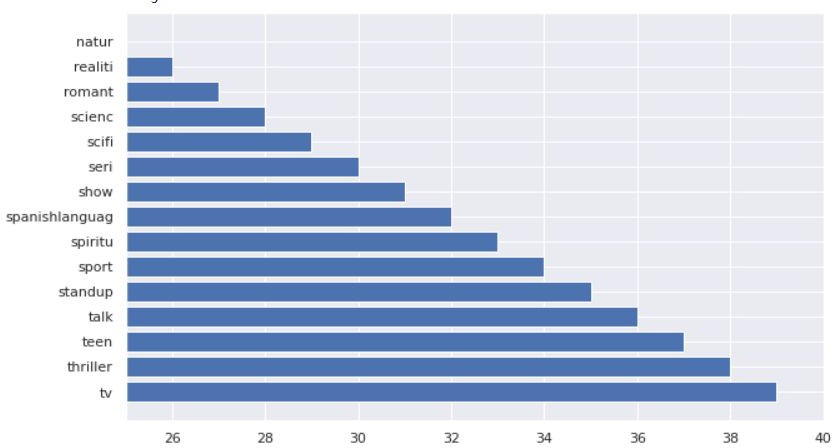 natur
realiti
romant
scienc
scifi
seri
show
spanishlanguag
spiritu
sport
standup
talk
teen
thriller
tv
26 28 30 32 34 36 38 40